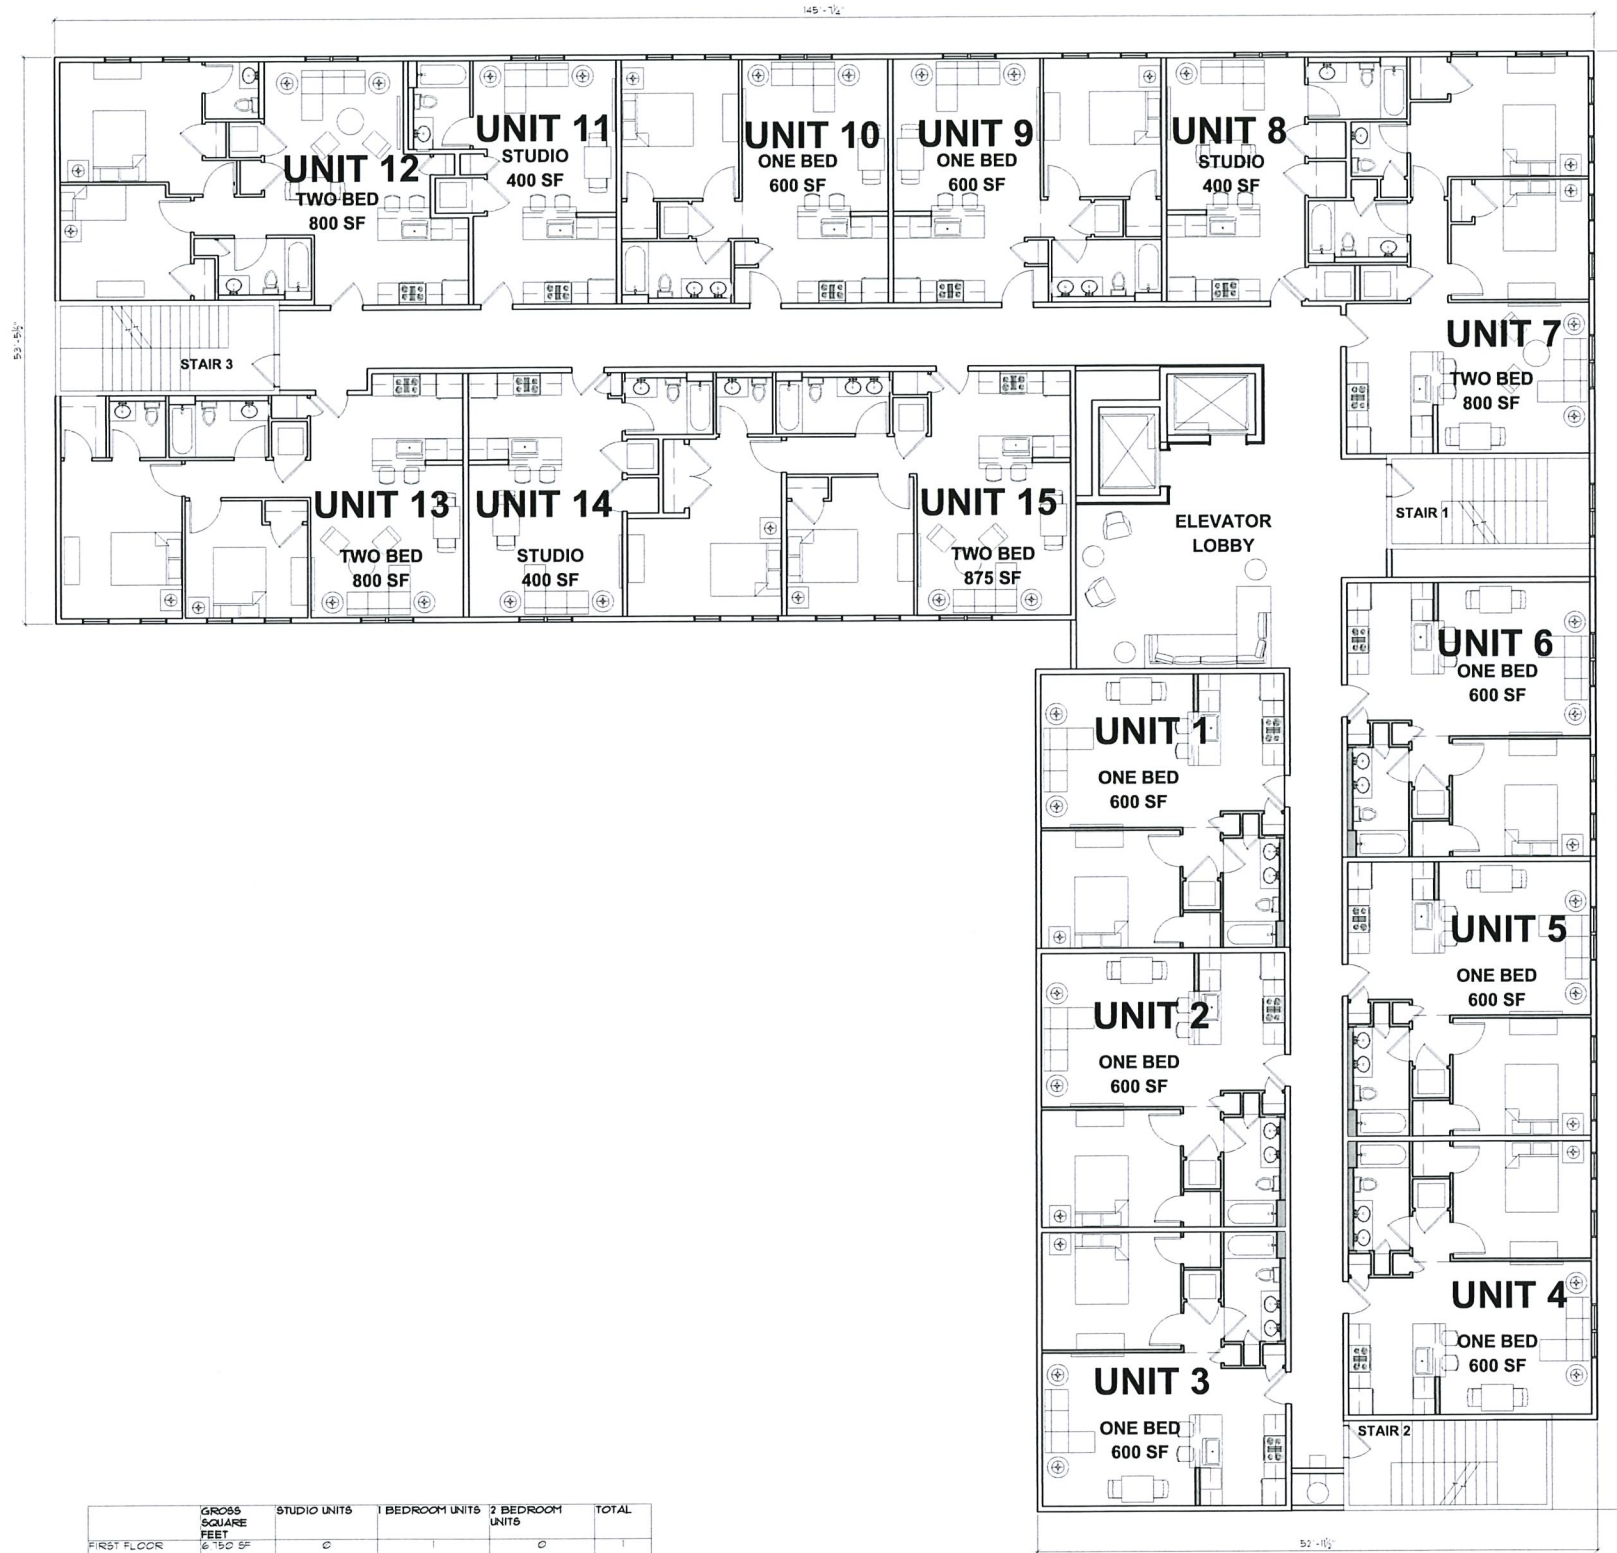 145'-7¼"
53'-5½"
UNIT 12
TWO BED
800 SF
UNIT 11
STUDIO
400 SF
UNIT 10
ONE BED
600 SF
UNIT 9
ONE BED
600 SF
UNIT 8
STUDIO
400 SF
UNIT 7
TWO BED
800 SF
STAIR 3
UNIT 13
TWO BED
800 SF
UNIT 14
STUDIO
400 SF
UNIT 15
TWO BED
875 SF
ELEVATOR
LOBBY
STAIR 1
UNIT 6
ONE BED
600 SF
UNIT 1
ONE BED
600 SF
UNIT 5
ONE BED
600 SF
UNIT 2
ONE BED
600 SF
UNIT 4
ONE BED
600 SF
UNIT 3
ONE BED
600 SF
STAIR 2
52'-11½"
GROSS SQUARE FEET STUDIO UNITS 1 BEDROOM UNITS 2 BEDROOM UNITS TOTAL
FIRST FLOOR 6,750 SF 0 1 0 1